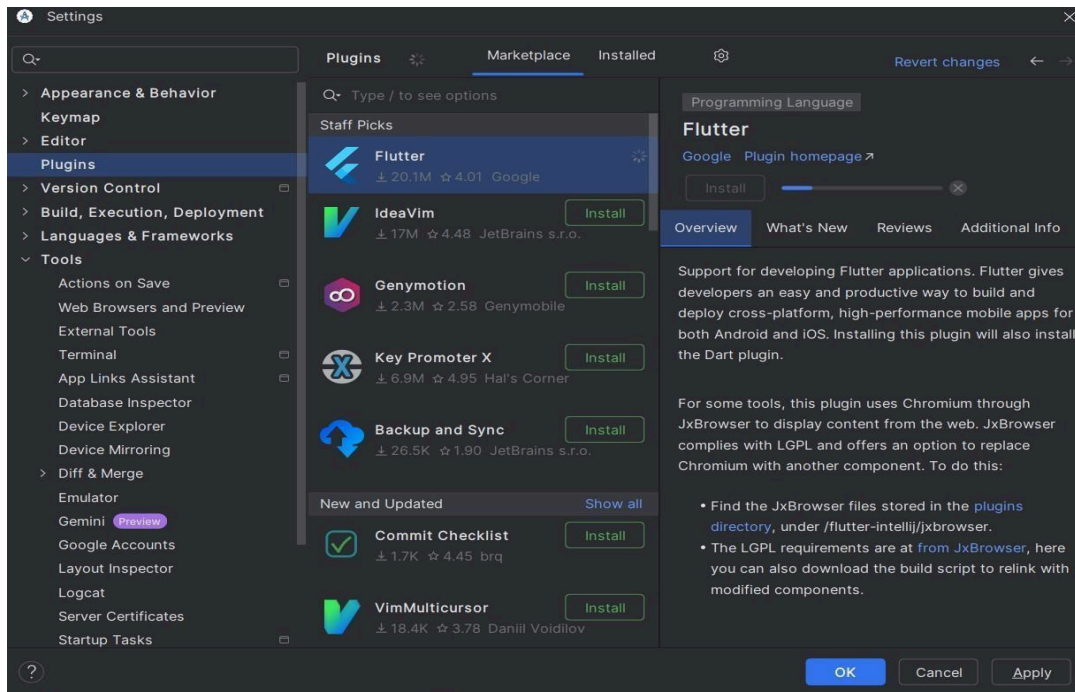 Settings
Plugins
Marketplace
Installed
Revert changes
Appearance & Behavior
Keymap
Editor
Plugins
Version Control
Build, Execution, Deployment
Languages & Frameworks
Tools
Actions on Save
Web Browsers and Preview
External Tools
Terminal
App Links Assistant
Database Inspector
Device Explorer
Device Mirroring
Diff & Merge
Emulator
Gemini Preview
Google Accounts
Layout Inspector
Logcat
Server Certificates
Startup Tasks
Type / to see options
Staff Picks
Flutter
20.1M 4.01 Google
IdeaVim
Install
17M 4.48 JetBrains s.r.o.
Genymotion
Install
2.3M 2.58 Genymobile
Key Promoter X
Install
6.9M 4.95 Hal's Corner
Backup and Sync
Install
26.5K 1.90 JetBrains s.r.o.
New and Updated
Show all
Commit Checklist
Install
1.7K 4.45 brq
VimMulticursor
Install
18.4K 3.78 Daniil Voidilov
Programming Language
Flutter
Google Plugin homepage
Install
Overview
What's New
Reviews
Additional Info
Support for developing Flutter applications. Flutter gives
developers an easy and productive way to build and
deploy cross-platform, high-performance mobile apps for
both Android and iOS. Installing this plugin will also install
the Dart plugin.
For some tools, this plugin uses Chromium through
JxBrowser to display content from the web. JxBrowser
complies with LGPL and offers an option to replace
Chromium with another component. To do this:
• Find the JxBrowser files stored in the plugins
directory, under /flutter-intellij/jxbrowser.
• The LGPL requirements are at from JxBrowser, here
you can also download the build script to relink with
modified components.
?
OK
Cancel
Apply